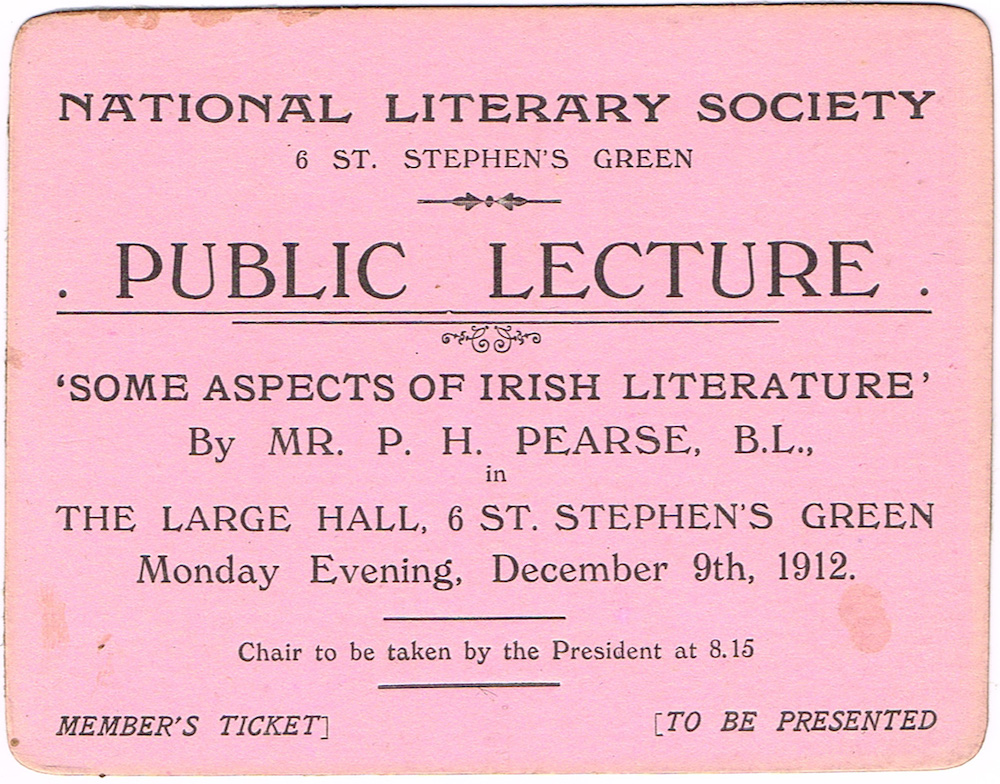 NATIONAL LITERARY SOCIETY
6 ST. STEPHEN'S GREEN
. PUBLIC LECTURE .
'SOME ASPECTS OF IRISH LITERATURE'
By MR. P. H. PEARSE, B.L.,
in
THE LARGE HALL, 6 ST. STEPHEN'S GREEN
Monday Evening, December 9th, 1912.
Chair to be taken by the President at 8.15
MEMBER'S TICKET] [TO BE PRESENTED